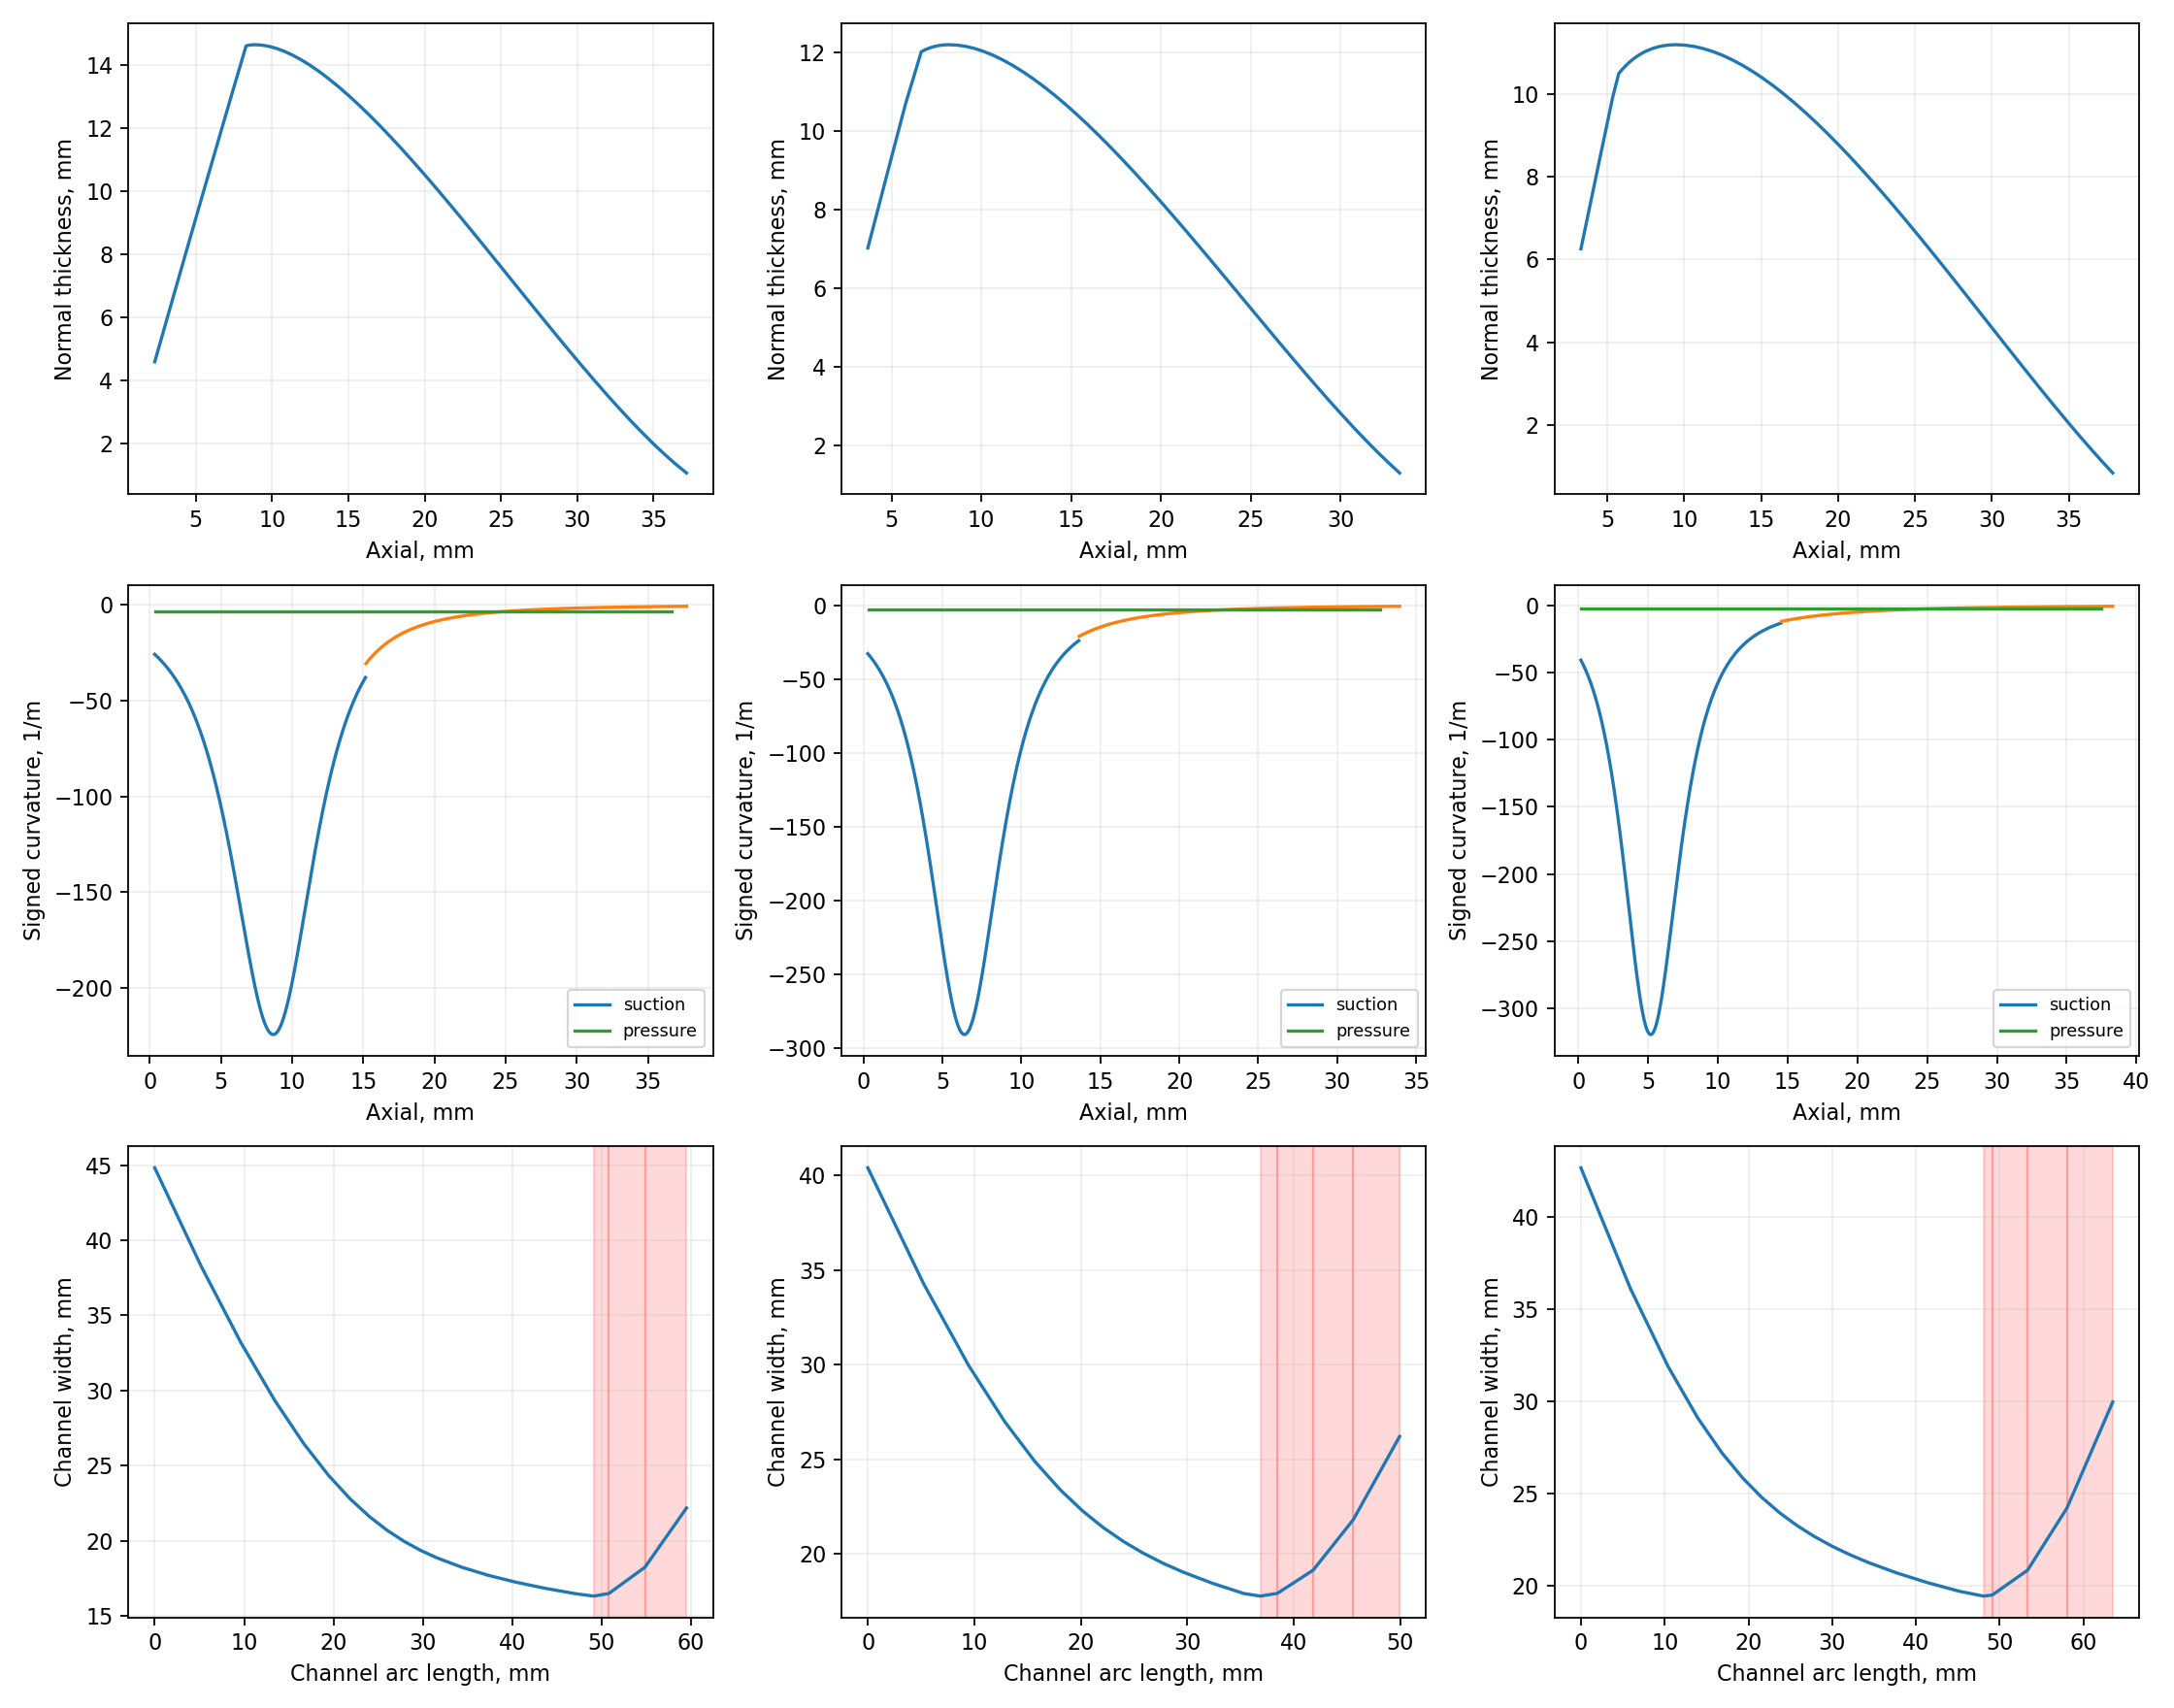 Normal thickness, mm
14
12
10
8
6
4
2
5 10 15 20 25 30 35
Axial, mm
Normal thickness, mm
12
10
8
6
4
2
5 10 15 20 25 30
Axial, mm
Normal thickness, mm
10
8
6
4
2
5 10 15 20 25 30 35
Axial, mm
Signed curvature, 1/m
0
−50
−100
−150
−200
suction
pressure
0 5 10 15 20 25 30 35
Axial, mm
Signed curvature, 1/m
0
−50
−100
−150
−200
−250
−300
suction
pressure
0 5 10 15 20 25 30 35
Axial, mm
Signed curvature, 1/m
0
−50
−100
−150
−200
−250
−300
suction
pressure
0 5 10 15 20 25 30 35 40
Axial, mm
Channel width, mm
45
40
35
30
25
20
15
0 10 20 30 40 50 60
Channel arc length, mm
Channel width, mm
40
35
30
25
20
0 10 20 30 40 50
Channel arc length, mm
Channel width, mm
40
35
30
25
20
0 10 20 30 40 50 60
Channel arc length, mm